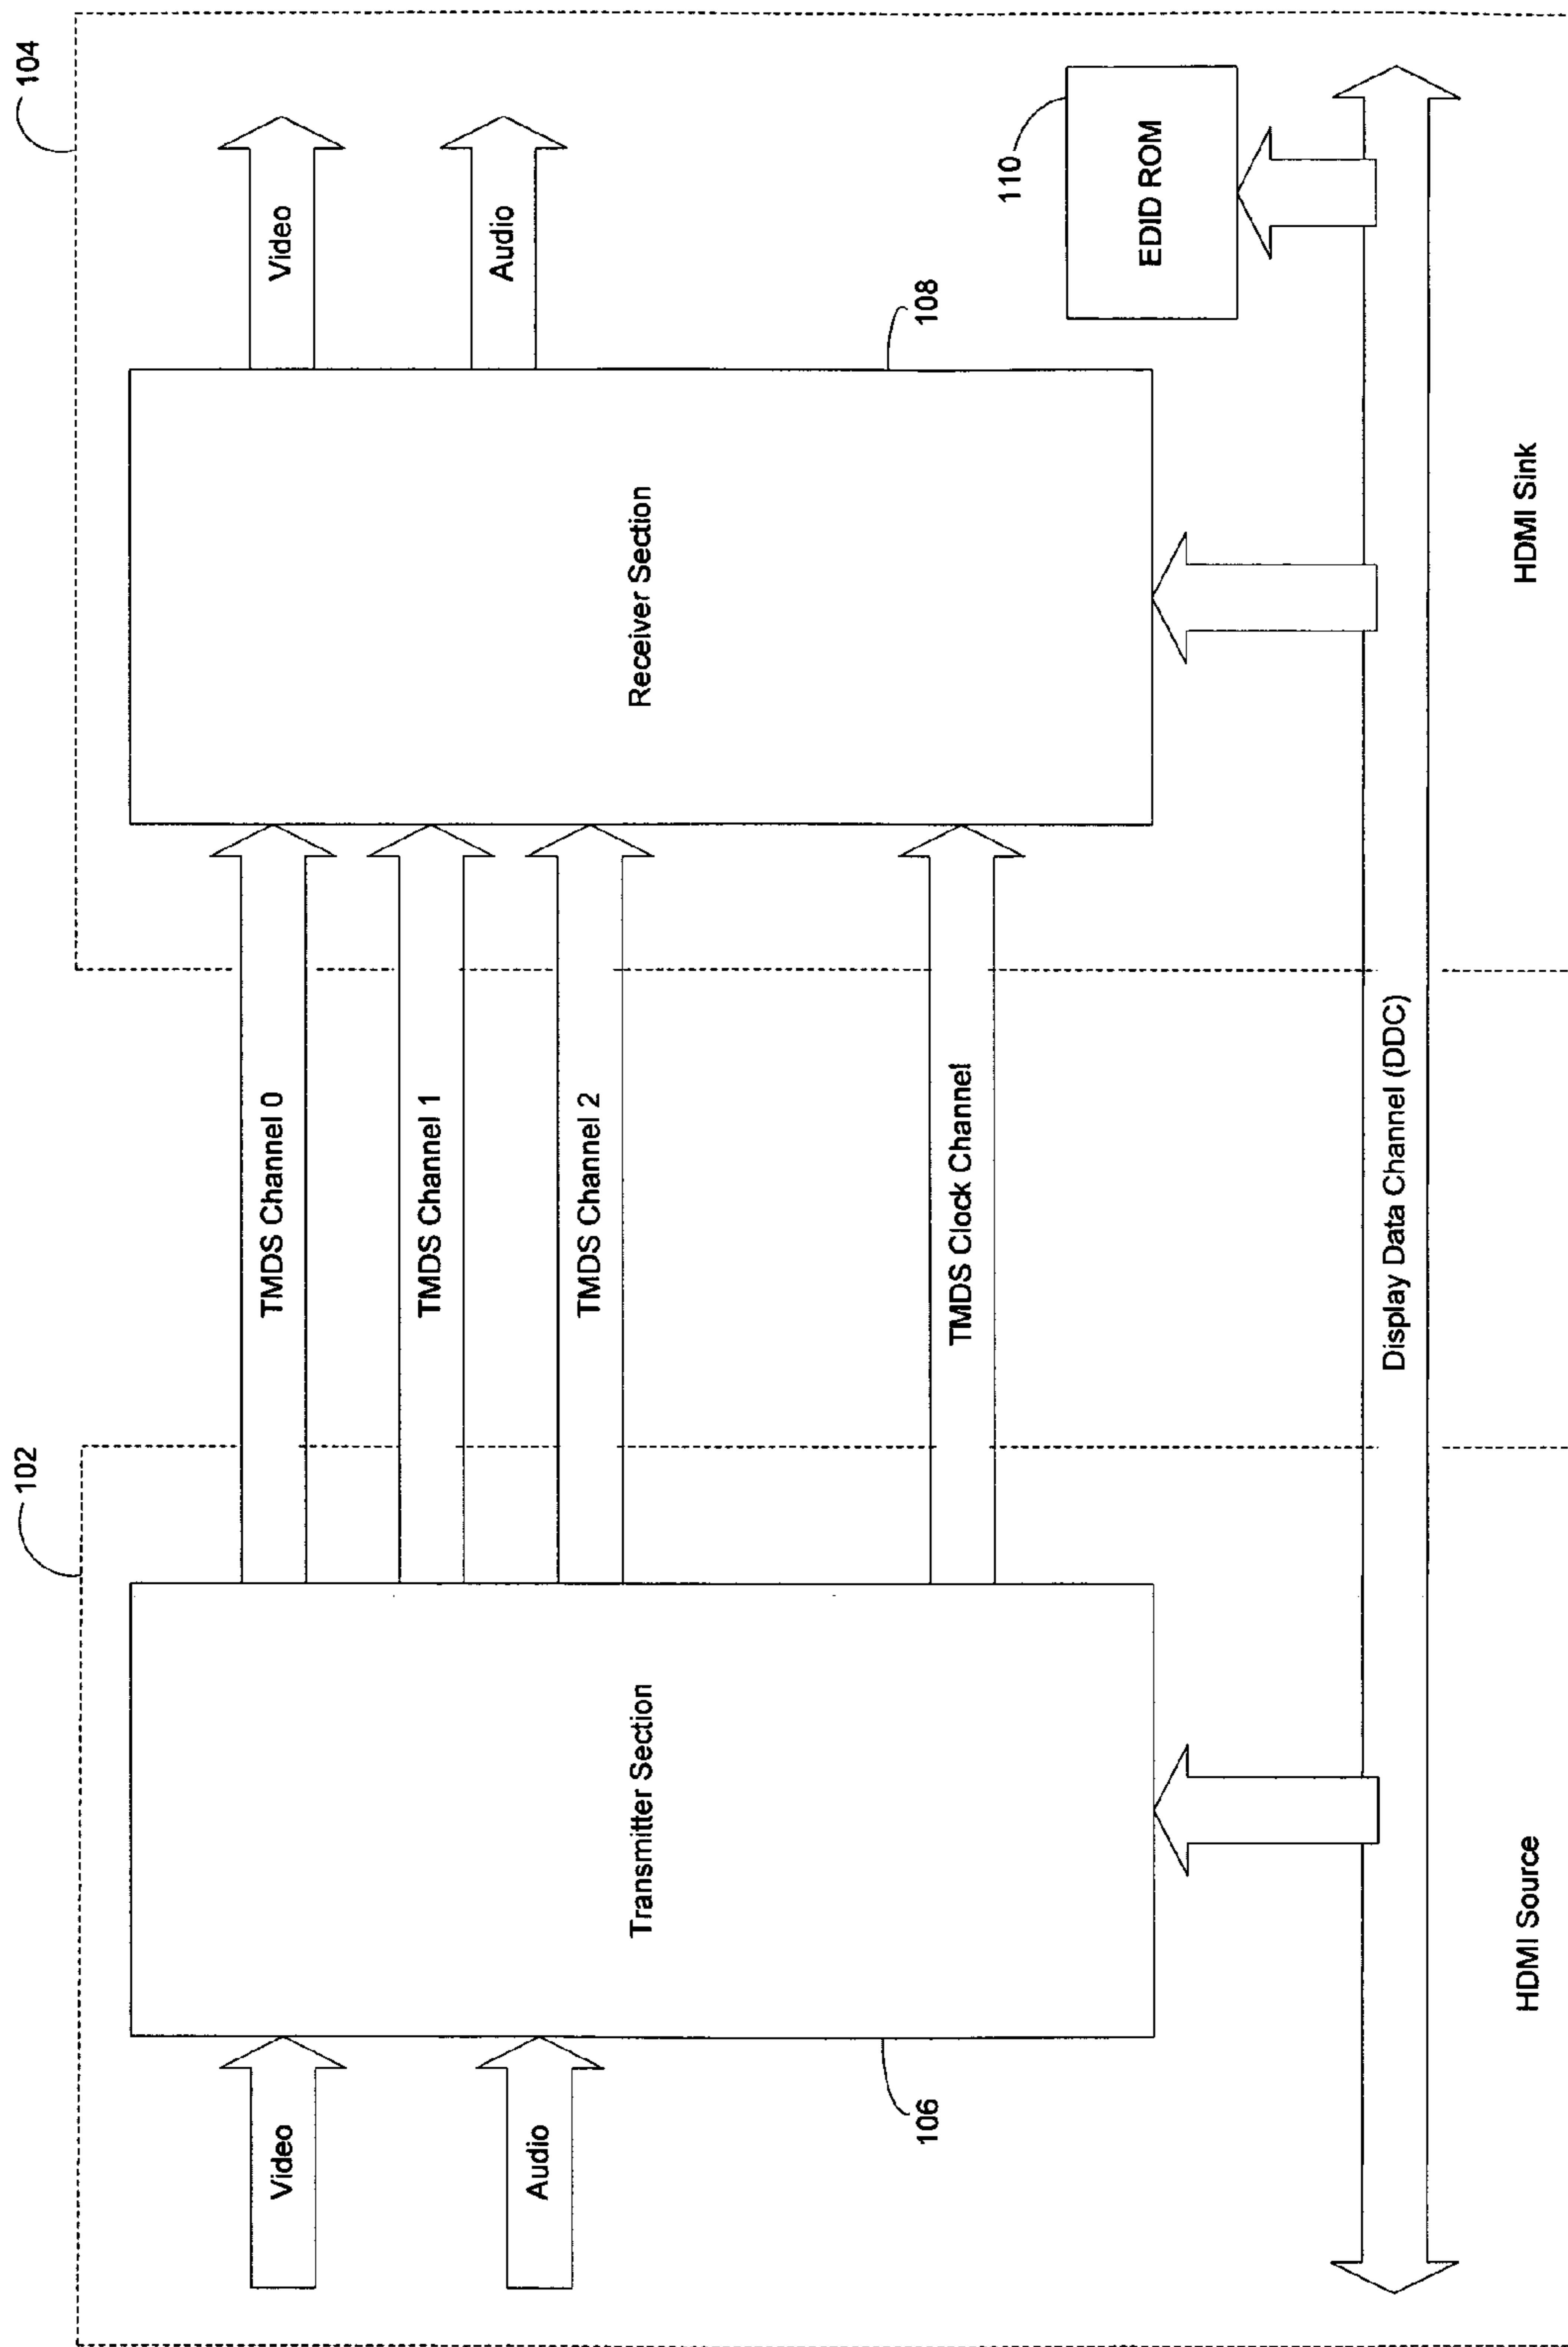 102
104
Video
Audio
Transmitter Section
106
TMDS Channel 0
TMDS Channel 1
TMDS Channel 2
TMDS Clock Channel
Receiver Section
108
Video
Audio
110
EDID ROM
Display Data Channel (DDC)
HDMI Source
HDMI Sink